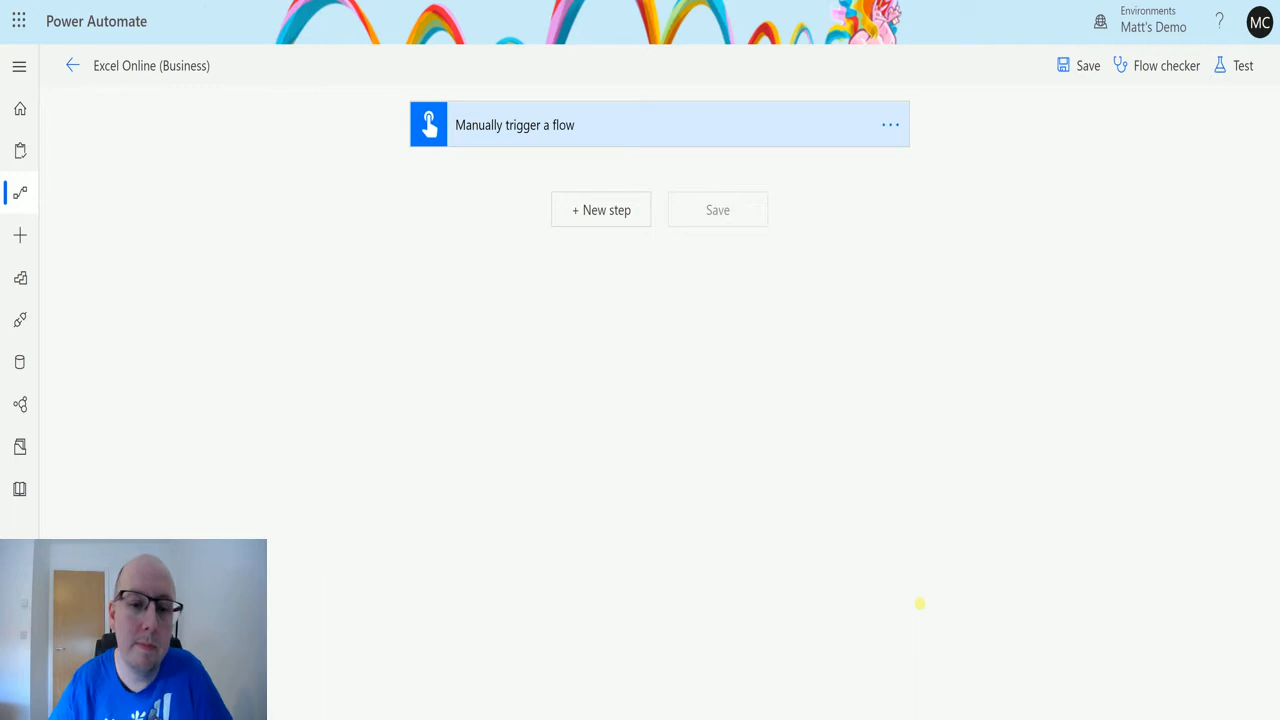 Power Automate
Environments
Matt's Demo
?
MC
Excel Online (Business)
Save
Flow checker
Test
Manually trigger a flow
...
+ New step
Save